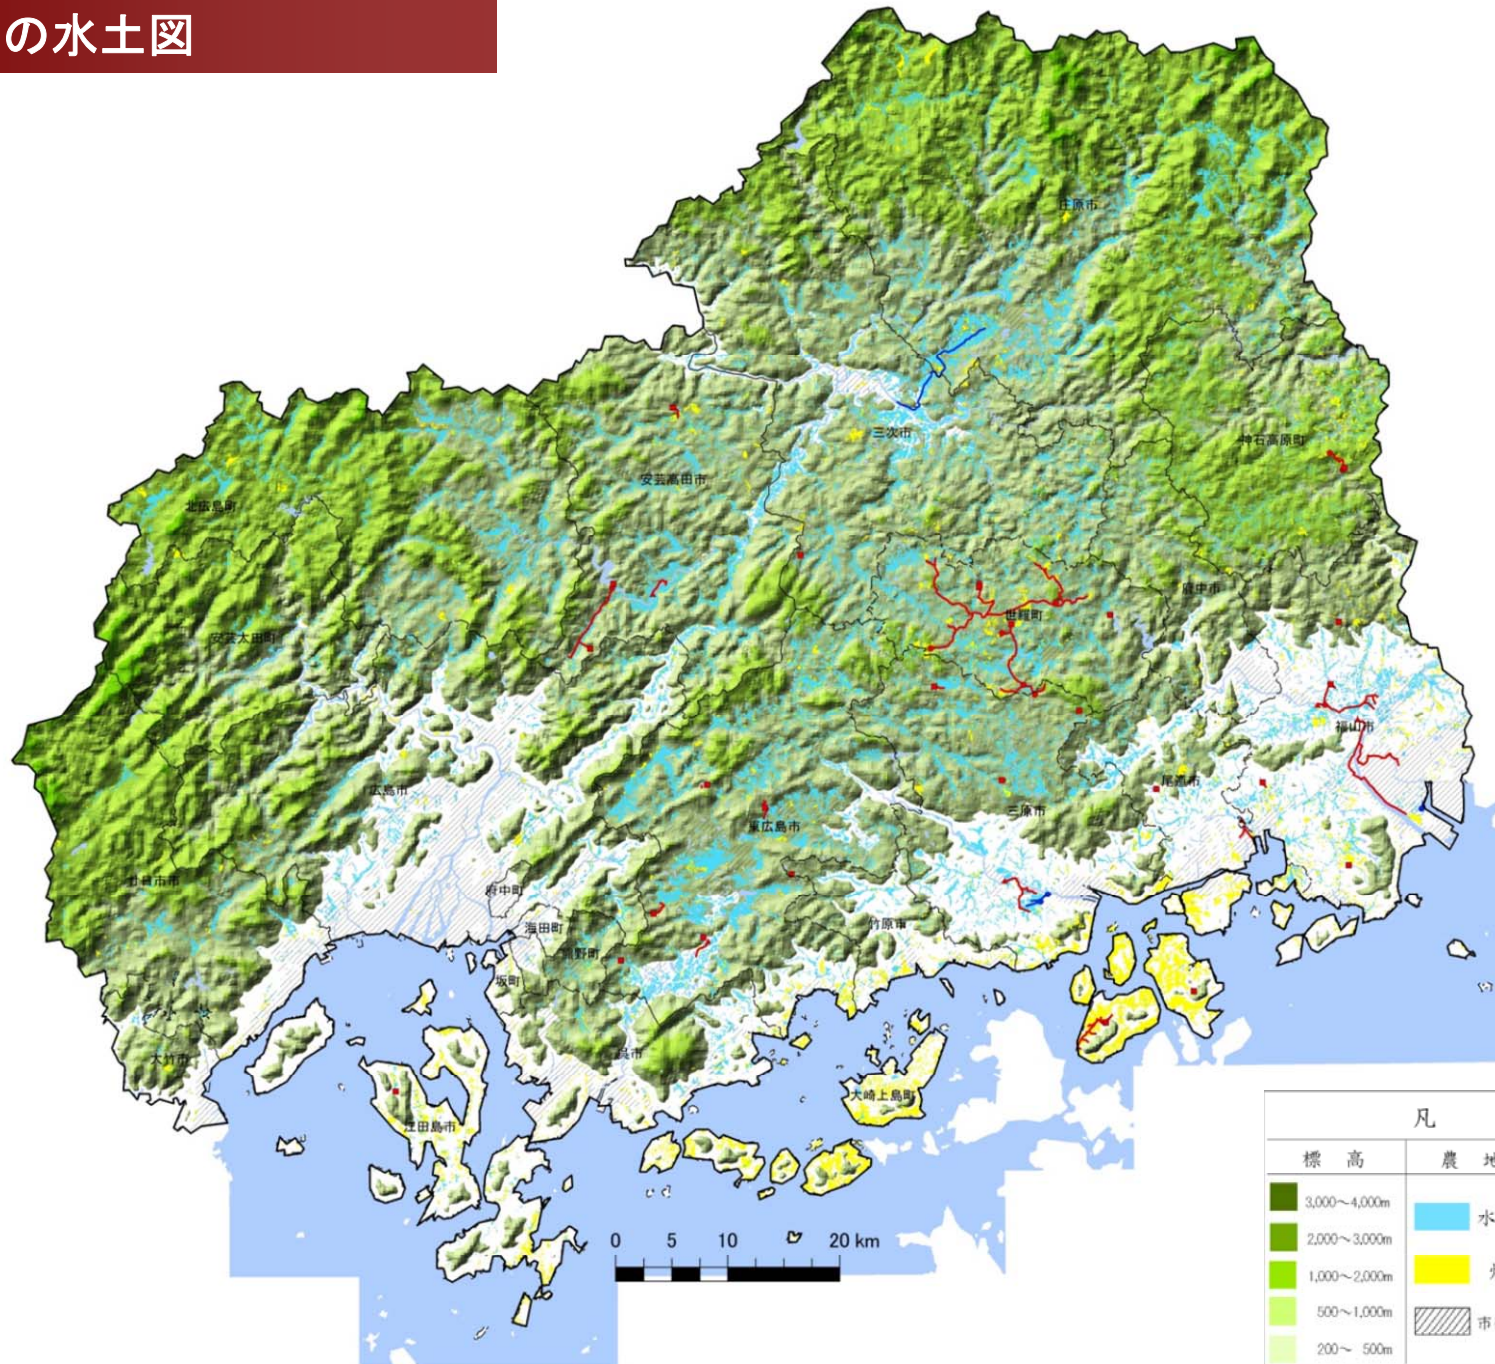 の水土図
庄原市
三次市
神石高原町
安芸高田市
北広島町
府中市
世羅町
安芸太田町
福山市
尾道市
広島市
三原市
東広島市
廿日市市
府中町
竹原市
海田町
熊野町
坂町
呉市
大竹市
大崎上島町
江田島市
0 5 10 20 km
凡
標 高 農 地
3,000～4,000m
水
2,000～3,000m
1,000～2,000m
500～1,000m
市
200～ 500m